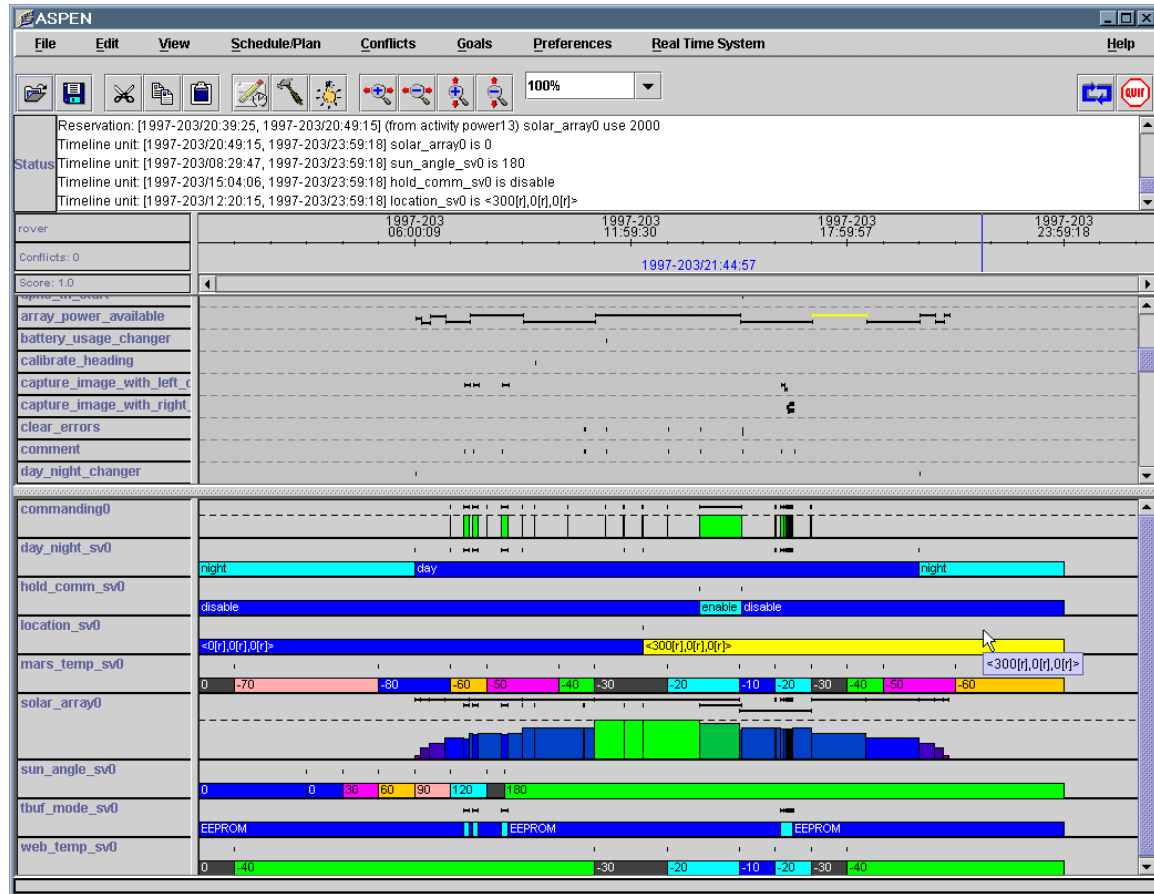 ASPEN
File Edit View Schedule/Plan Conflicts Goals Preferences Real Time System Help
100%
QUIT
Status
Reservation: [1997-203/20:39:25, 1997-203/20:49:15] (from activity power13) solar_array0 use 2000
Timeline unit: [1997-203/20:49:15, 1997-203/23:59:18] solar_array0 is 0
Timeline unit: [1997-203/08:29:47, 1997-203/23:59:18] sun_angle_sv0 is 180
Timeline unit: [1997-203/15:04:06, 1997-203/23:59:18] hold_comm_sv0 is disable
Timeline unit: [1997-203/12:20:15, 1997-203/23:59:18] location_sv0 is <300[r],0[r],0[r]>
rover
1997-203 1997-203 1997-203 1997-203
06:00:09 11:59:30 17:59:57 23:59:18
Conflicts: 0
1997-203/21:44:57
Score: 1.0
array_power_available
battery_usage_changer
calibrate_heading
capture_image_with_left_c
capture_image_with_right_
clear_errors
comment
day_night_changer
commanding0
day_night_sv0
night day night
hold_comm_sv0
disable enable disable
location_sv0
<0[r],0[r],0[r]> <300[r],0[r],0[r]>
<300[r],0[r],0[r]>
mars_temp_sv0
0 -70 -80 -60 -50 -40 -30 -20 -10 -20 -30 -40 -50 -60
solar_array0
sun_angle_sv0
0 0 30 60 90 120 180
tbuf_mode_sv0
EEPROM EEPROM EEPROM
web_temp_sv0
0 -40 -30 -20 -10 -20 -30 -40